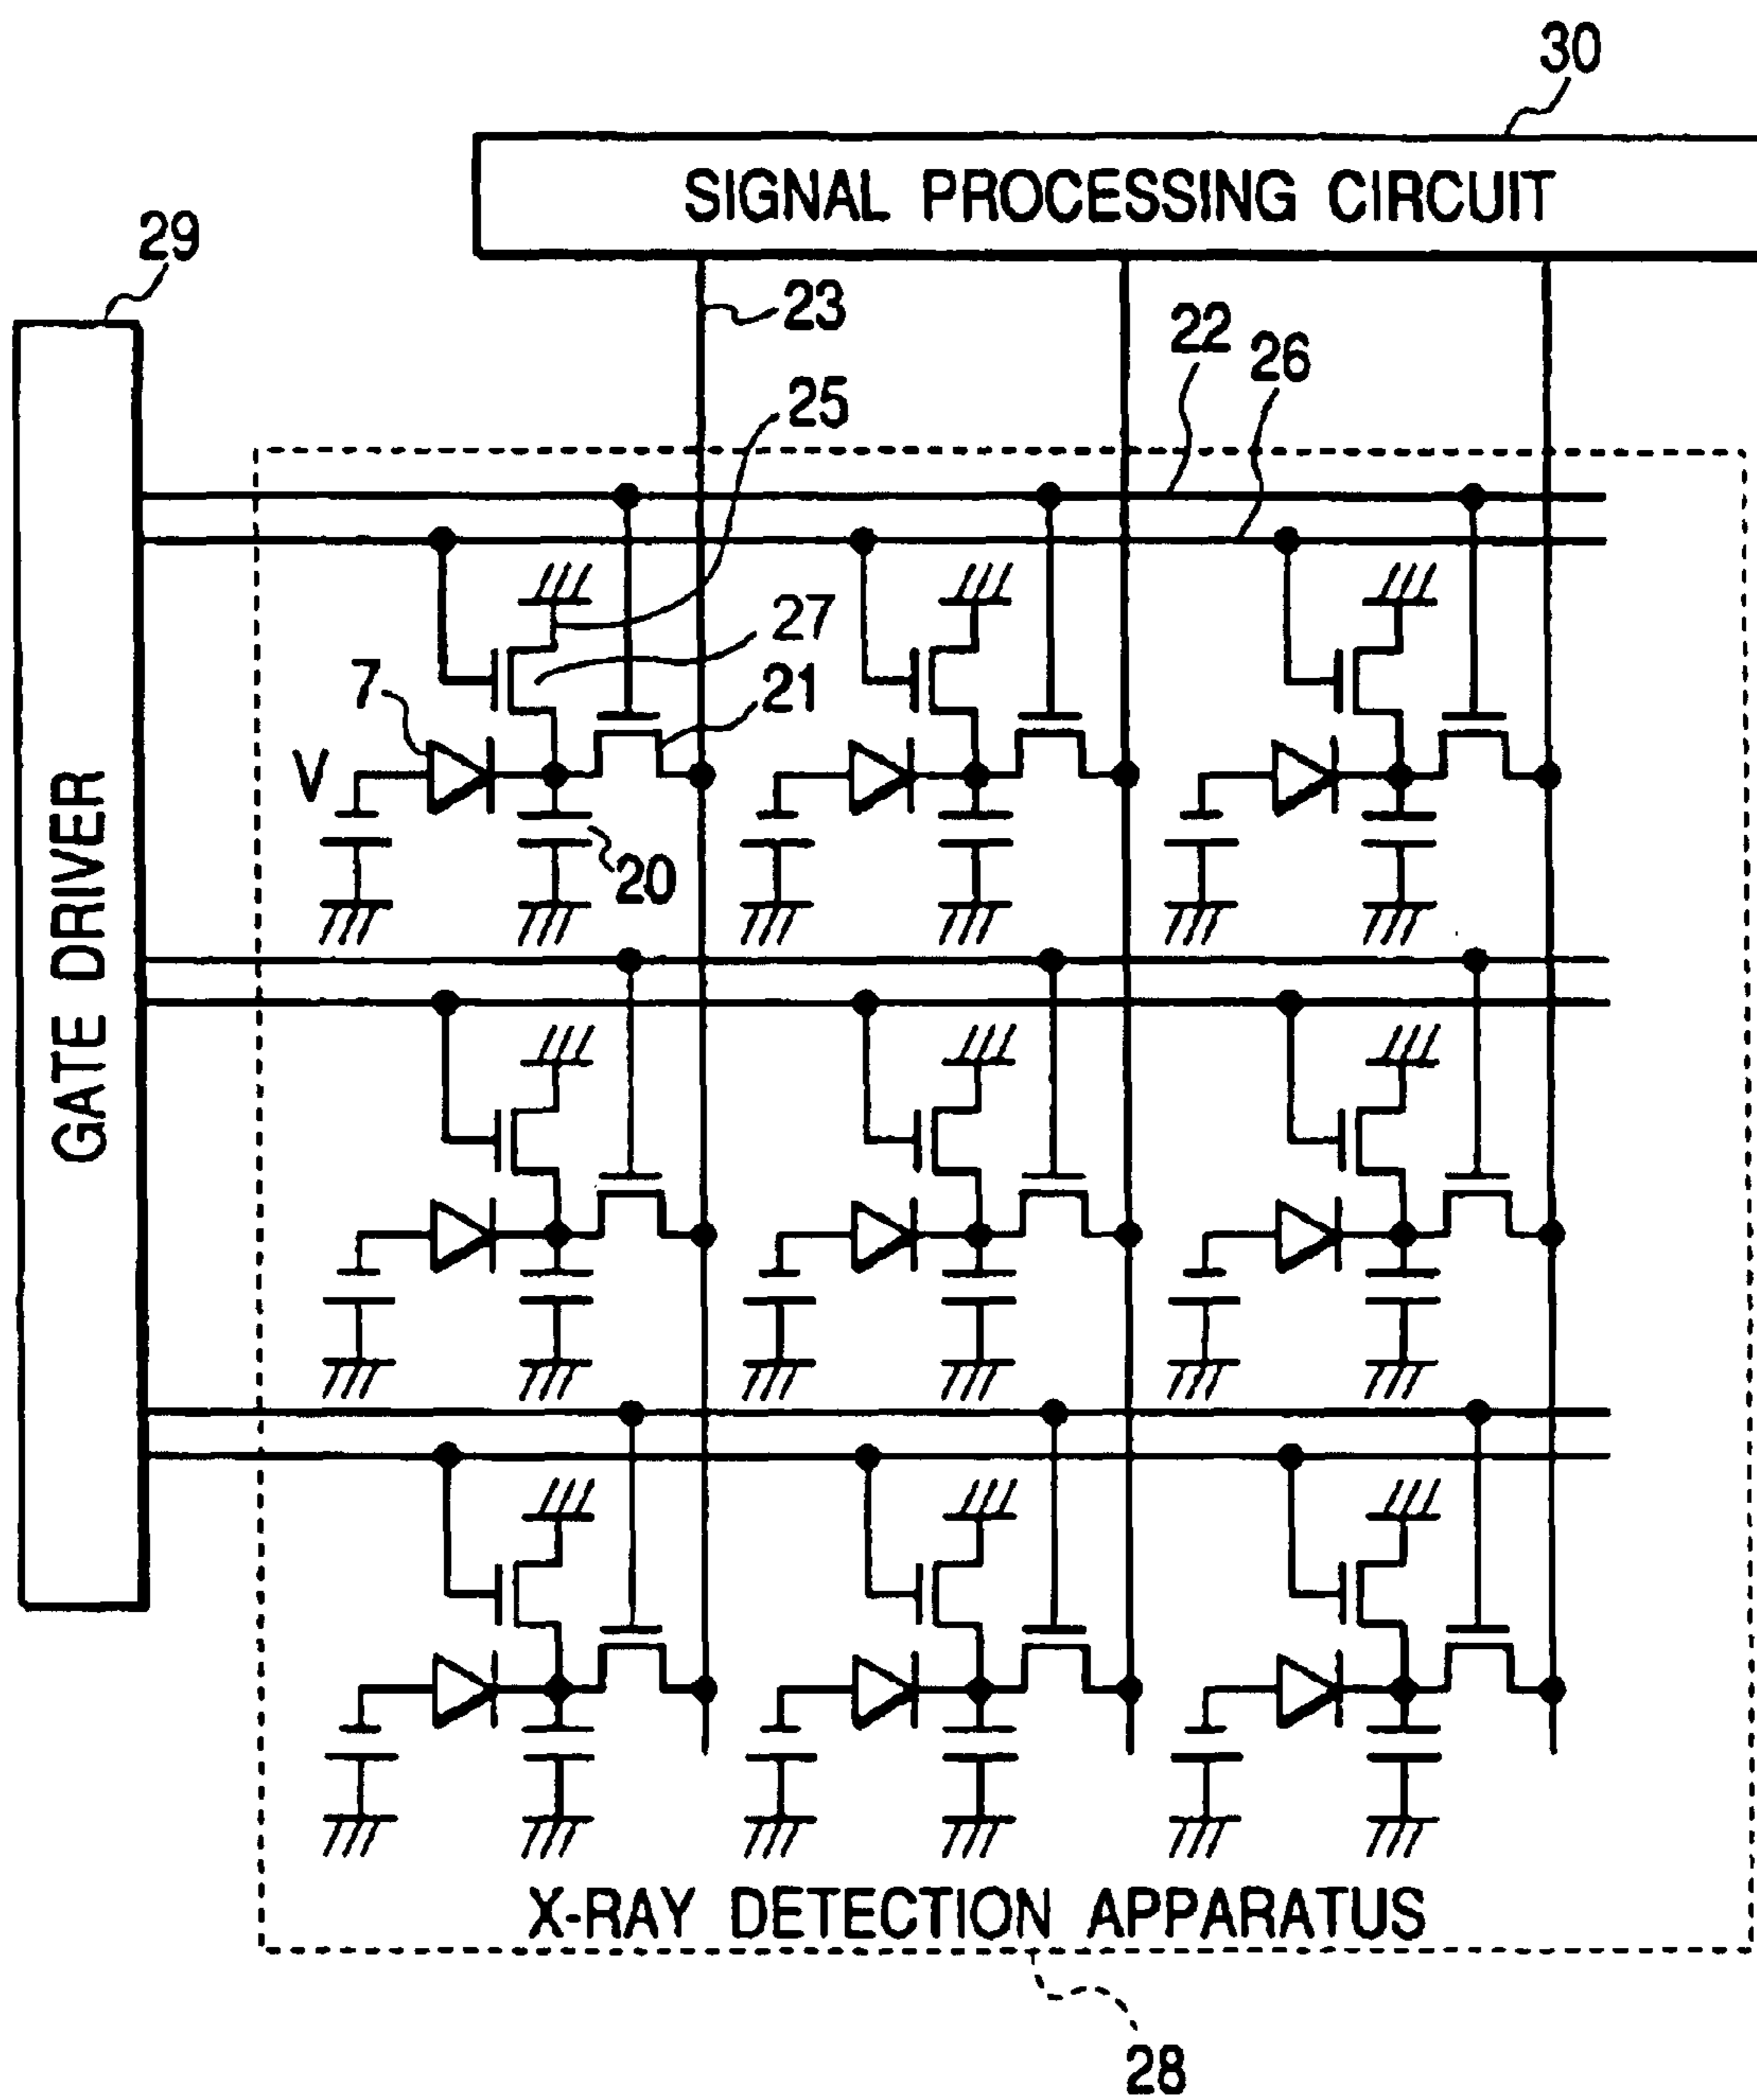 30
SIGNAL PROCESSING CIRCUIT
29
23
22
26
25
27
7
21
V
20
GATE DRIVER
X-RAY DETECTION APPARATUS
28